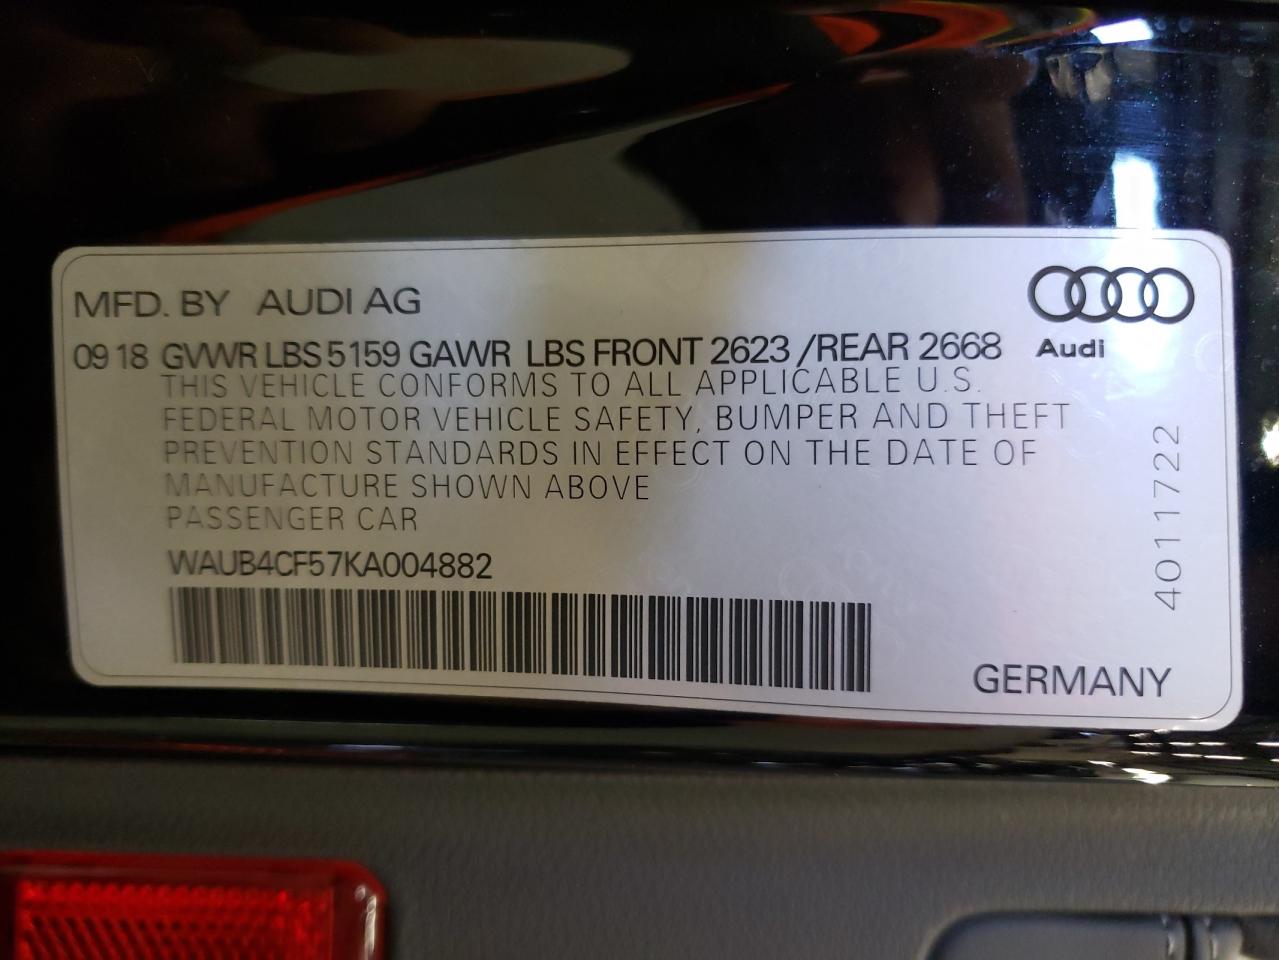 MFD. BY AUDI AG
09 18 GVWR LBS 5159 GAWR LBS FRONT 2623 /REAR 2668
Audi
THIS VEHICLE CONFORMS TO ALL APPLICABLE U.S.
FEDERAL MOTOR VEHICLE SAFETY, BUMPER AND THEFT
PREVENTION STANDARDS IN EFFECT ON THE DATE OF
MANUFACTURE SHOWN ABOVE
PASSENGER CAR
WAUB4CF57KA004882
4011722
GERMANY